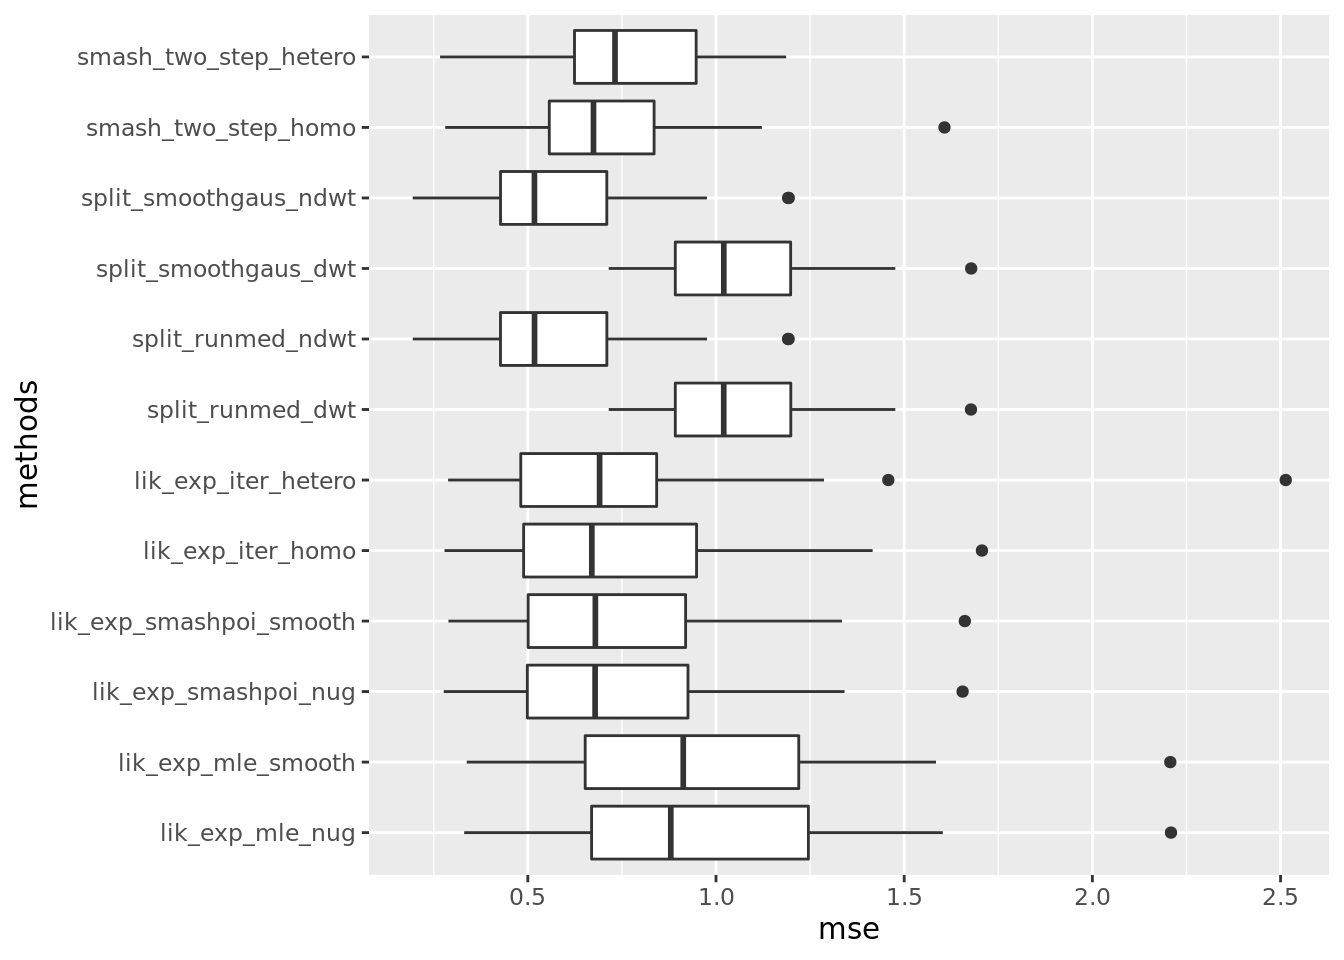 smash_two_step_hetero
smash_two_step_homo
split_smoothgaus_ndwt
split_smoothgaus_dwt
split_runmed_ndwt
split_runmed_dwt
lik_exp_iter_hetero
lik_exp_iter_homo
lik_exp_smashpoi_smooth
lik_exp_smashpoi_nug
lik_exp_mle_smooth
lik_exp_mle_nug
methods
0.5 1.0 1.5 2.0 2.5
mse